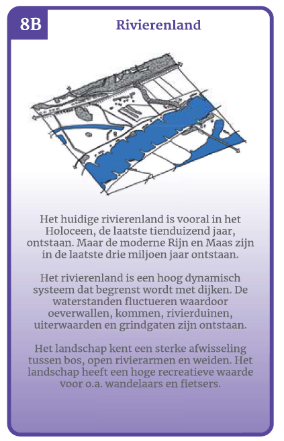 8B
Rivierenland
Het huidige rivierenland is vooral in het
Holoceen, de laatste tienduizend jaar,
ontstaan. Maar de moderne Rijn en Maas zijn
in de laatste drie miljoen jaar ontstaan.
Het rivierenland is een hoog dynamisch
systeem dat begrenst wordt met dijken. De
waterstanden fluctueren waardoor
oeverwallen, kommen, rivierduinen,
uiterwaarden en grindgaten zijn ontstaan.
Het landschap kent een sterke afwisseling
tussen bos, open rivierarmen en weiden. Het
landschap heeft een hoge recreatieve waarde
voor o.a. wandelaars en fietsers.